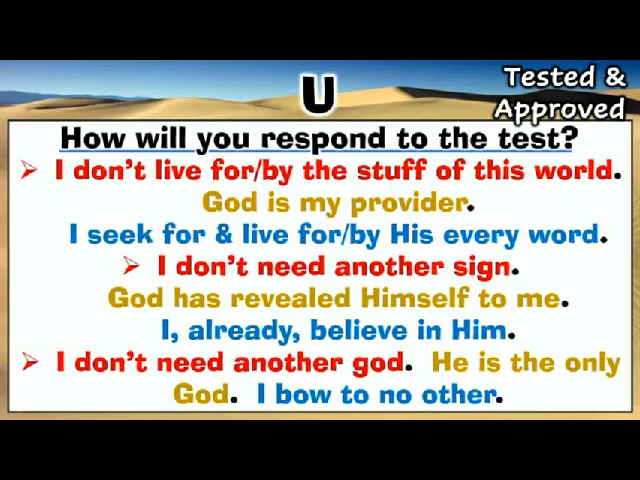 Tested &
Approved
U
How will you respond to the test?
➢ I don't live for/by the stuff of this world.
God is my provider.
I seek for & live for/by His every word.
➢ I don't need another sign.
God has revealed Himself to me.
I, already, believe in Him.
➢ I don't need another god. He is the only
God. I bow to no other.